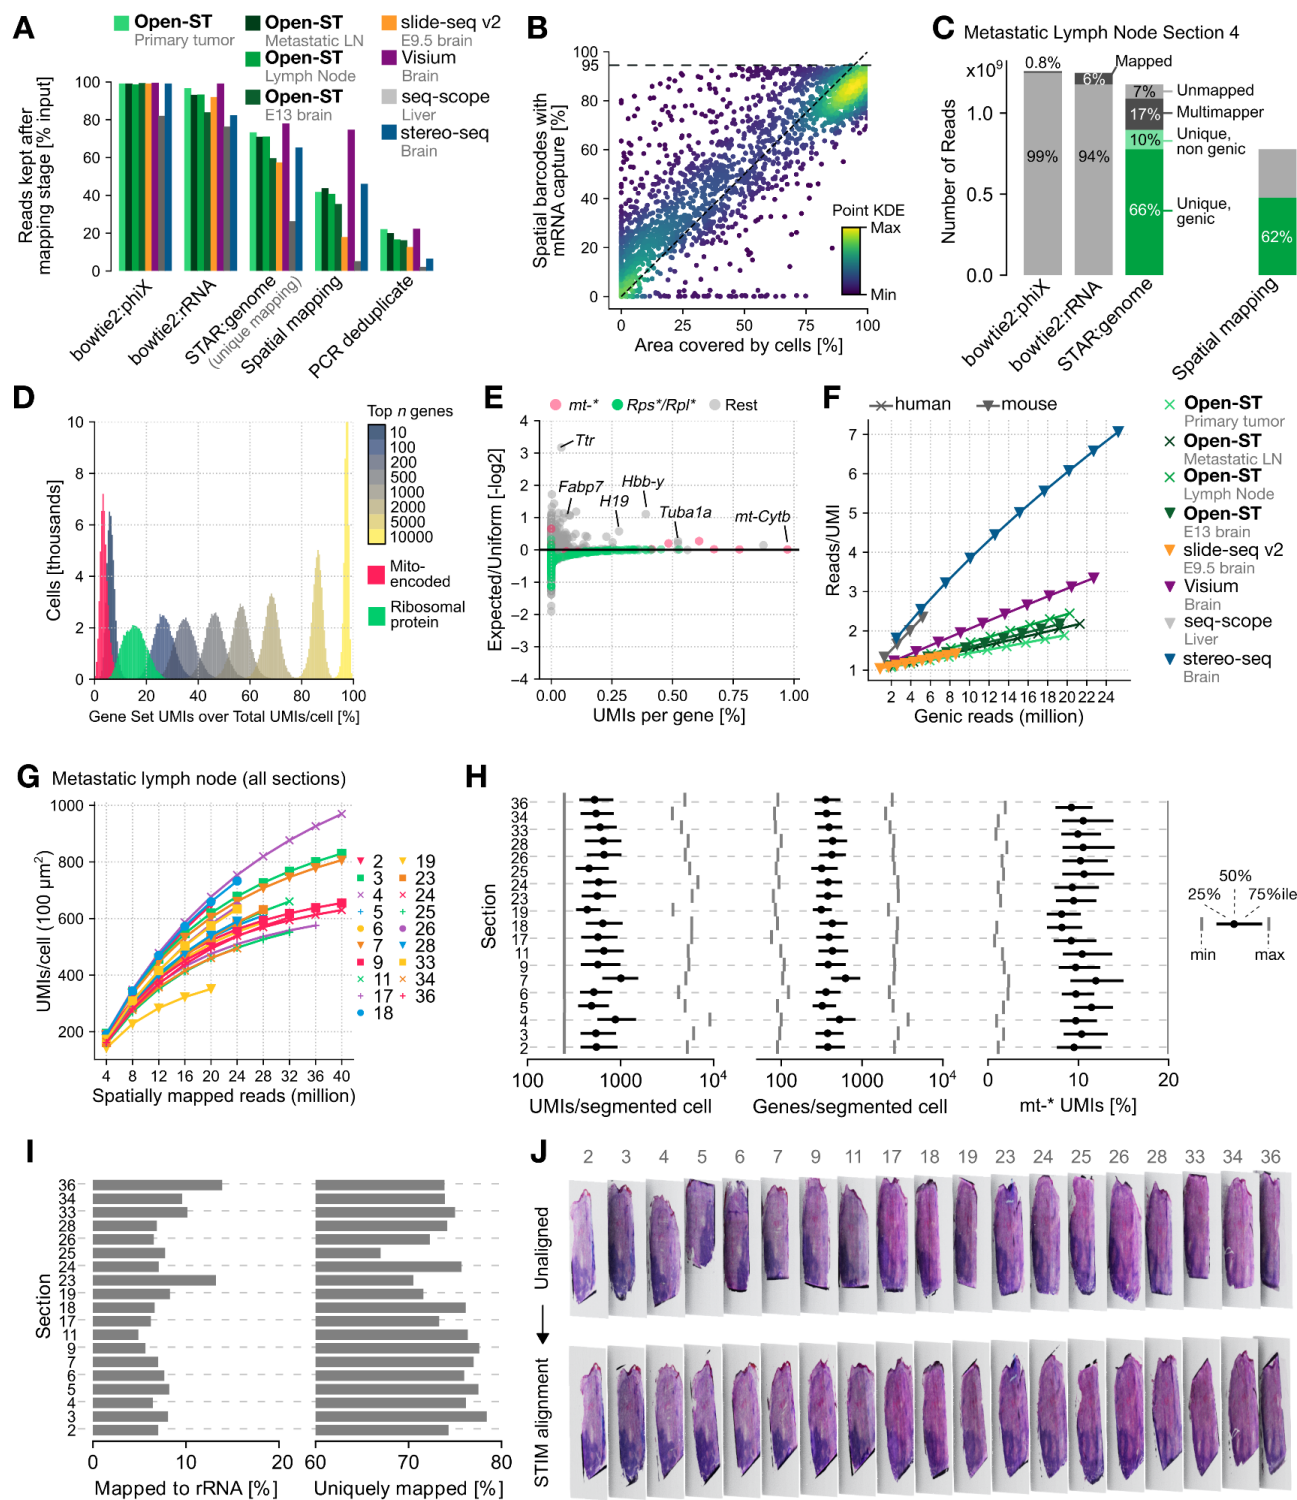 A
Open-ST
Primary tumor
Open-ST
Metastatic LN
Open-ST
Lymph Node
Open-ST
E13 brain
slide-seq v2
E9.5 brain
Visium
Brain
seq-scope
Liver
stereo-seq
Brain
Reads kept after
mapping stage [% input]
100
80
60
40
20
0
bowtie2:phiX
bowtie2:rRNA
STAR:genome
(unique mapping)
Spatial mapping
PCR deduplicate
B
Spatial barcodes with
mRNA capture [%]
100
95
80
60
40
20
0
Point KDE
Max
Min
0 25 50 75 100
Area covered by cells [%]
C Metastatic Lymph Node Section 4
x10⁹
Number of Reads
1.0
0.5
0.0
0.8%
99%
6%
94%
Mapped
7%
17%
10%
66%
Unmapped
Multimapper
Unique,
non genic
Unique,
genic
62%
bowtie2:phiX
bowtie2:rRNA
STAR:genome
Spatial mapping
D
Cells [thousands]
10
8
6
4
2
0
0 20 40 60 80 100
Gene Set UMIs over Total UMIs/cell [%]
Top n genes
10
100
200
500
1000
2000
5000
10000
Mito-
encoded
Ribosomal
protein
E
mt-* Rps*/Rpl* Rest
Expected/Uniform [-log2]
4
3
2
1
0
−1
−2
−3
−4
Ttr
Fabp7
H19
Hbb-y
Tuba1a
mt-Cytb
0.00 0.25 0.50 0.75 1.00
UMIs per gene [%]
F
human mouse
Reads/UMI
7
6
5
4
3
2
1
2 4 6 8 10 12 14 16 18 20 22 24
Genic reads (million)
Open-ST
Primary tumor
Open-ST
Metastatic LN
Open-ST
Lymph Node
Open-ST
E13 brain
slide-seq v2
E9.5 brain
Visium
Brain
seq-scope
Liver
stereo-seq
Brain
G Metastatic lymph node (all sections)
UMIs/cell (100 µm²)
1000
800
600
400
200
4 8 12 16 20 24 28 32 36 40
Spatially mapped reads (million)
2 19
3 23
4 24
5 25
6 26
7 28
9 33
11 34
17 36
18
H
Section
36
34
33
28
26
25
24
23
19
18
17
11
9
7
6
5
4
3
2
100 1000 10⁴
UMIs/segmented cell
100 1000 10⁴
Genes/segmented cell
0 10 20
mt-* UMIs [%]
50%
25% 75%ile
min max
I
Section
36
34
33
28
26
25
24
23
19
18
17
11
9
7
6
5
4
3
2
0 10 20
Mapped to rRNA [%]
60 70 80
Uniquely mapped [%]
J
2 3 4 5 6 7 9 11 17 18 19 23 24 25 26 28 33 34 36
Unaligned
STIM alignment